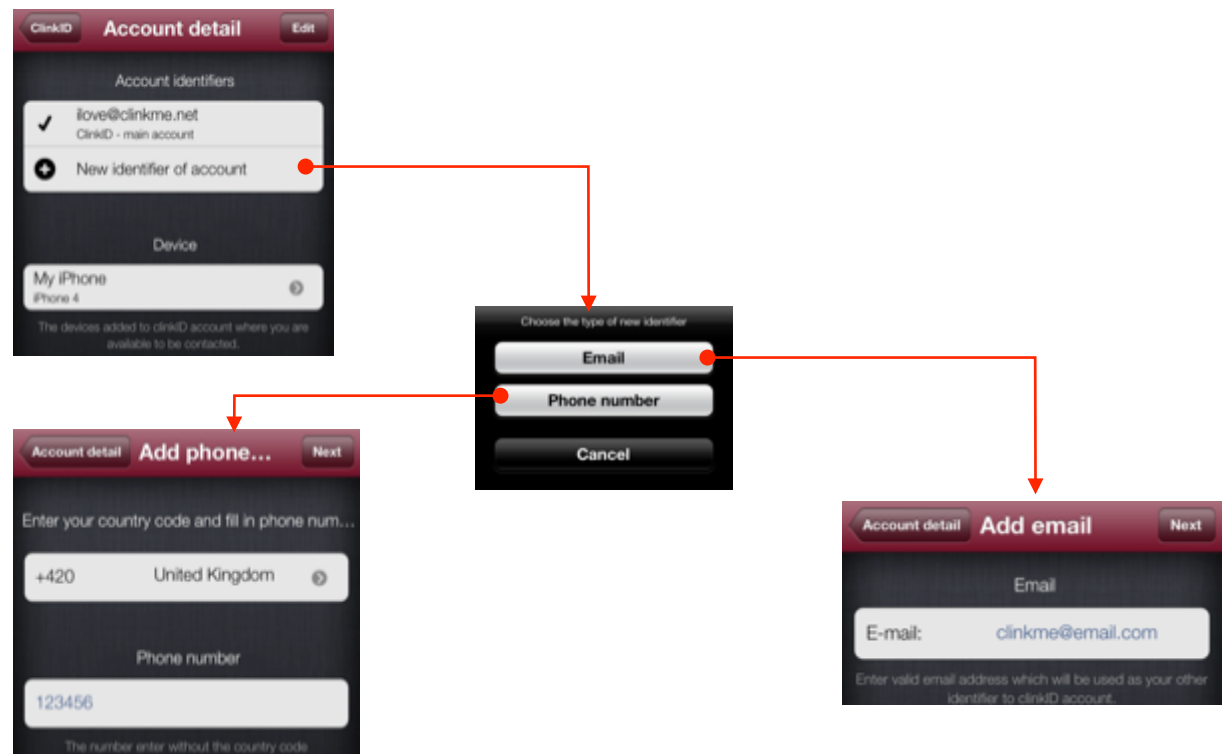 ClinkID Account detail Edit
Account identifiers
ilove@clinkme.net
ClinkID - main account
New identifier of account
Device
My iPhone
iPhone 4
The devices added to clinkID account where you are
available to be contacted.
Choose the type of new identifier
Email
Phone number
Cancel
Account detail Add phone... Next
Enter your country code and fill in phone num...
+420 United Kingdom
Phone number
123456
The number enter without the country code
Account detail Add email Next
Email
E-mail: clinkme@email.com
Enter valid email address which will be used as your other
identifier to clinkID account.